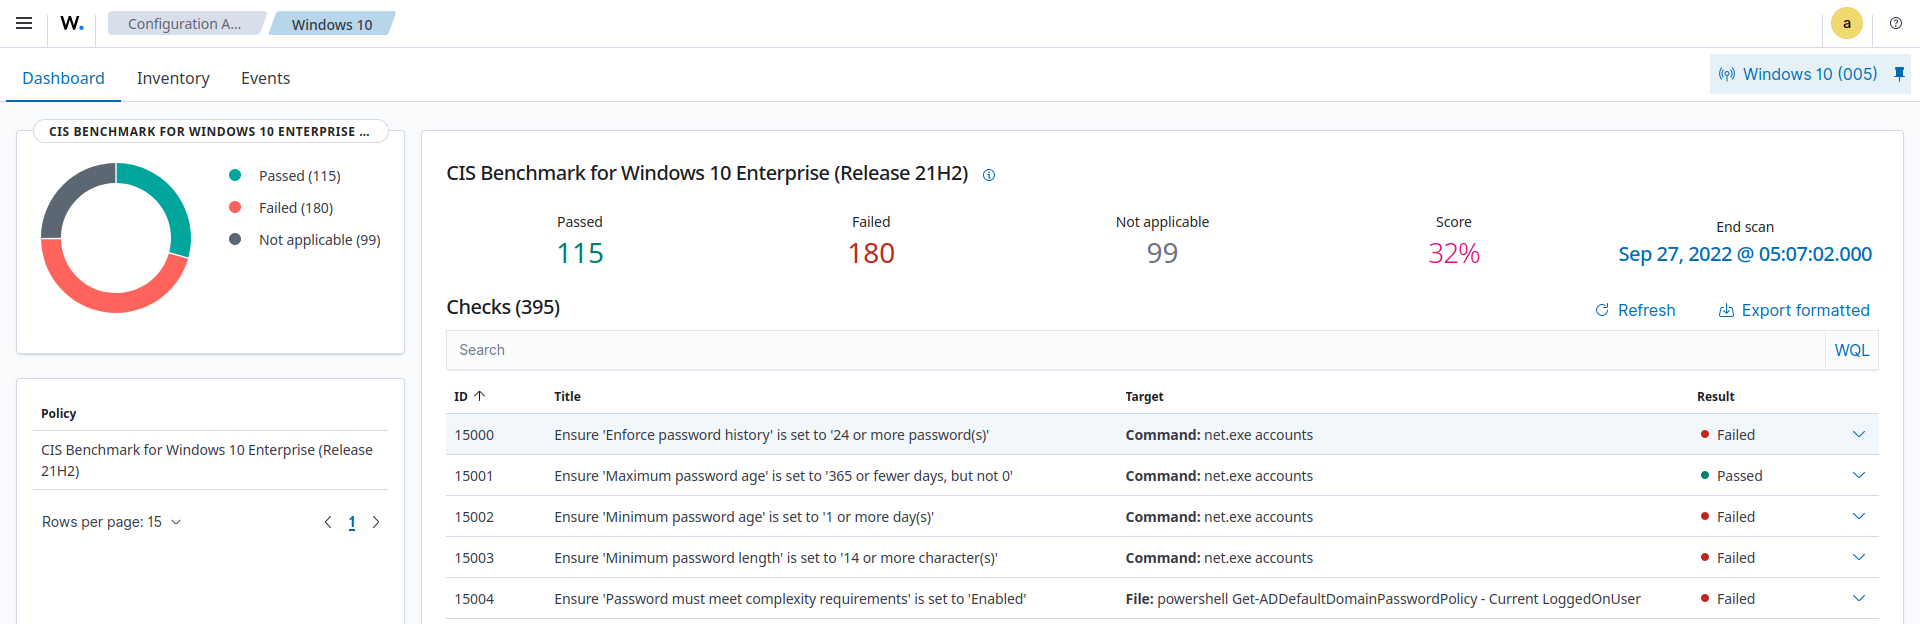 W. Configuration A... Windows 10 a
Dashboard Inventory Events Windows 10 (005)
CIS BENCHMARK FOR WINDOWS 10 ENTERPRISE ...
Passed (115)
Failed (180)
Not applicable (99)
Policy
CIS Benchmark for Windows 10 Enterprise (Release
21H2)
Rows per page: 15 1
CIS Benchmark for Windows 10 Enterprise (Release 21H2)
Passed Failed Not applicable Score End scan
115 180 99 32% Sep 27, 2022 @ 05:07:02.000
Checks (395) Refresh Export formatted
Search WQL
ID Title Target Result
15000 Ensure 'Enforce password history' is set to '24 or more password(s)' Command: net.exe accounts Failed
15001 Ensure 'Maximum password age' is set to '365 or fewer days, but not 0' Command: net.exe accounts Passed
15002 Ensure 'Minimum password age' is set to '1 or more day(s)' Command: net.exe accounts Failed
15003 Ensure 'Minimum password length' is set to '14 or more character(s)' Command: net.exe accounts Failed
15004 Ensure 'Password must meet complexity requirements' is set to 'Enabled' File: powershell Get-ADDefaultDomainPasswordPolicy - Current LoggedOnUser Failed